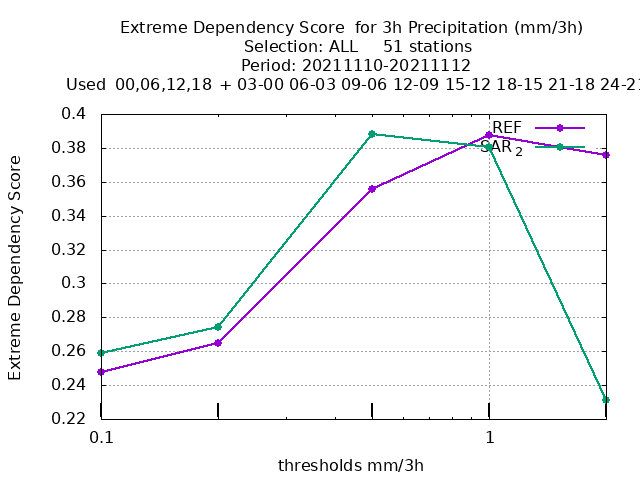 Extreme Dependency Score  for 3h Precipitation (mm/3h)
Selection: ALL     51 stations
Period: 20211110-20211112
Used  00,06,12,18  + 03-00 06-03 09-06 12-09  15-12 18-15 21-18 24-21
0.4
0.38
0.36
0.34
0.32
0.3
0.28
0.26
0.24
0.22
Extreme Dependency Score
REF
SAR 2
0.1
1
thresholds mm/3h